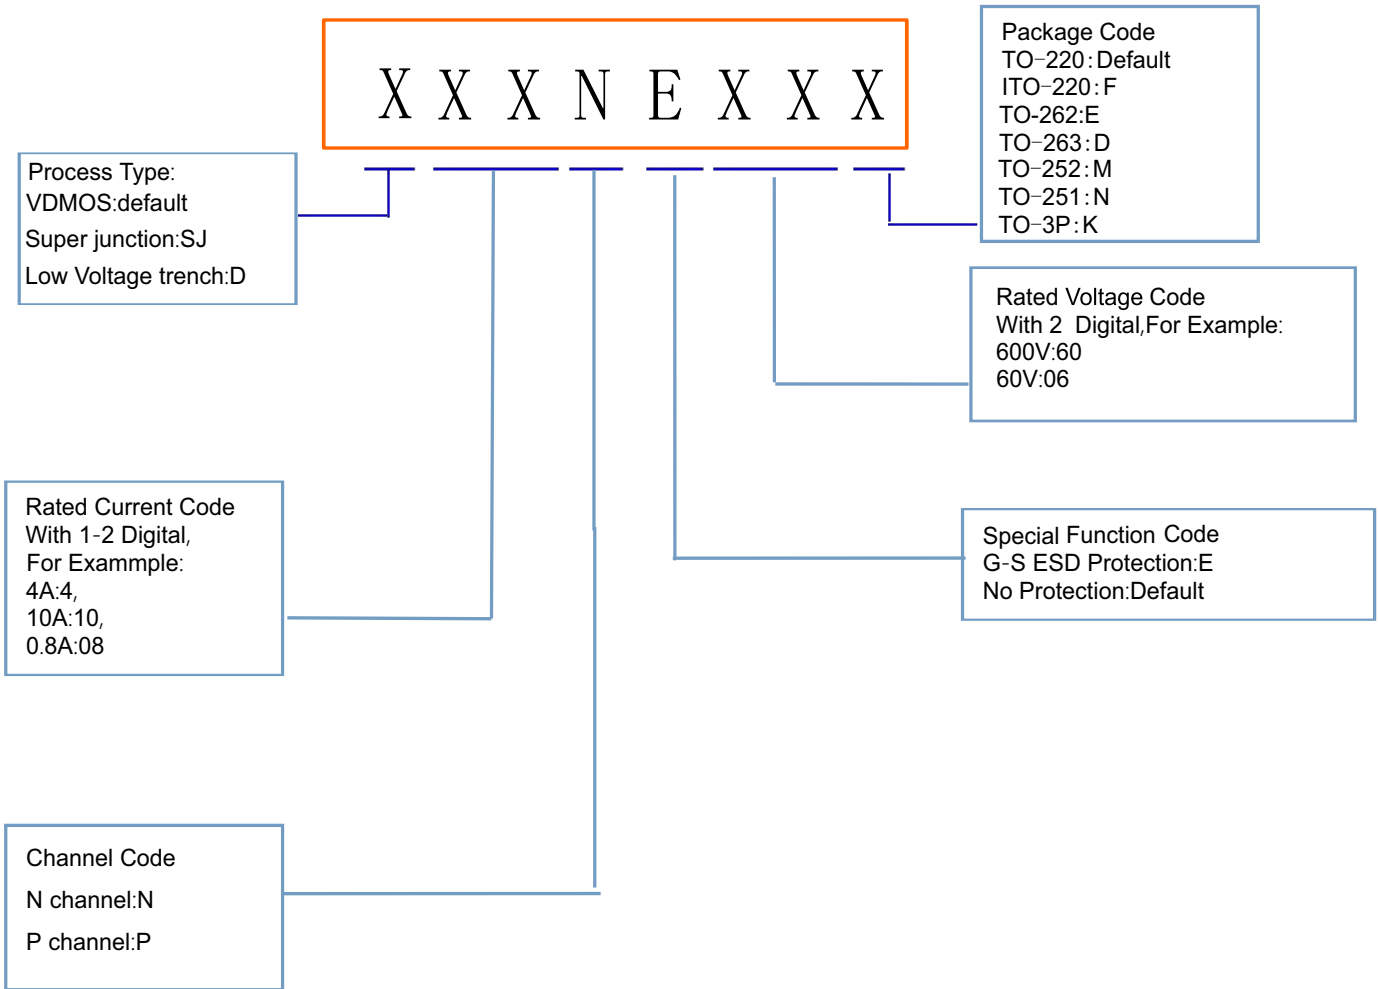 X X X N E X X X
Package Code
TO-220:Default
ITO-220:F
TO-262:E
TO-263:D
TO-252:M
TO-251:N
TO-3P:K
Process Type:
VDMOS:default
Super junction:SJ
Low Voltage trench:D
Rated Voltage Code
With 2 Digital,For Example:
600V:60
60V:06
Rated Current Code
With 1-2 Digital,
For Exammple:
4A:4,
10A:10,
0.8A:08
Special Function Code
G-S ESD Protection:E
No Protection:Default
Channel Code
N channel:N
P channel:P